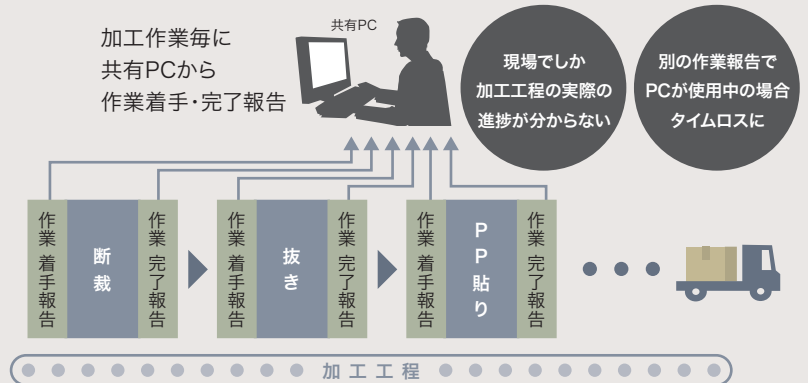 共有PC
加工作業毎に
共有PCから
作業着手・完了報告
現場でしか
加工工程の実際の
進捗が分からない
別の作業報告で
PCが使用中の場合
タイムロスに
作業 着手報告
断裁
作業 完了報告
作業 着手報告
抜き
作業 完了報告
作業 着手報告
PP貼り
作業 完了報告
加工工程